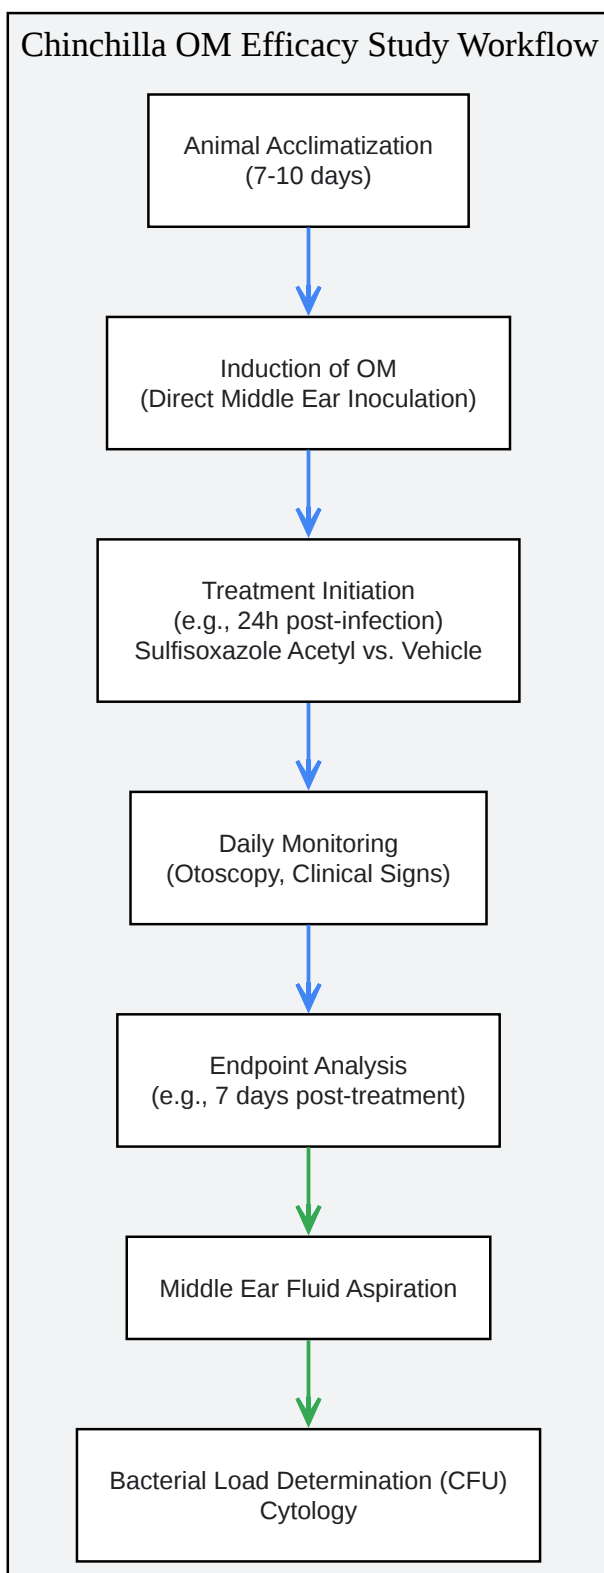 Chinchilla OM Efficacy Study Workflow
Animal Acclimatization
(7-10 days)
Induction of OM
(Direct Middle Ear Inoculation)
Treatment Initiation
(e.g., 24h post-infection)
Sulfisoxazole Acetyl vs. Vehicle
Daily Monitoring
(Otoscopy, Clinical Signs)
Endpoint Analysis
(e.g., 7 days post-treatment)
Middle Ear Fluid Aspiration
Bacterial Load Determination (CFU)
Cytology